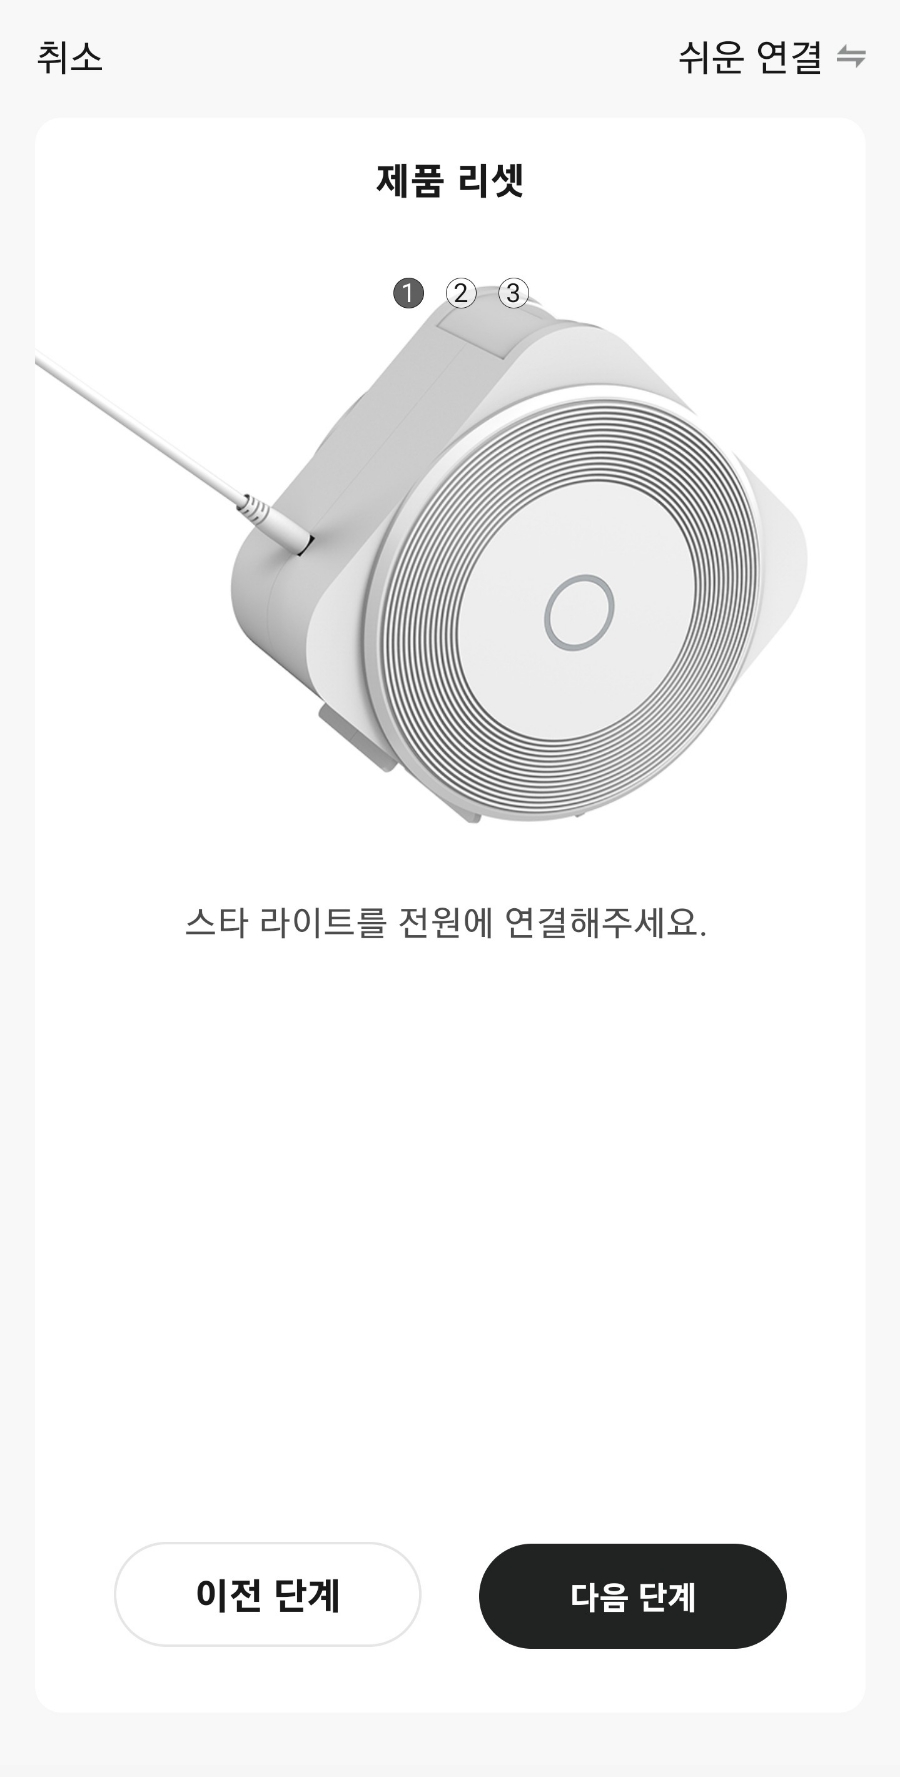 취소
쉬운 연결 ⇌
제품 리셋
1 2 3
스타 라이트를 전원에 연결해주세요.
이전 단계
다음 단계